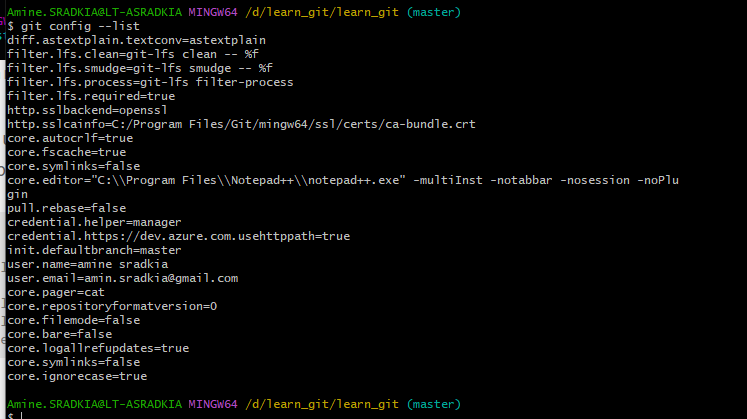 Amine.SRADKIA@LT-ASRADKIA MINGW64 /d/learn_git/learn_git (master)
$ git config --list
diff.astextplain.textconv=astextplain
filter.lfs.clean=git-lfs clean -- %f
filter.lfs.smudge=git-lfs smudge -- %f
filter.lfs.process=git-lfs filter-process
filter.lfs.required=true
http.sslbackend=openssl
http.sslcainfo=C:/Program Files/Git/mingw64/ssl/certs/ca-bundle.crt
core.autocrlf=true
core.fscache=true
core.symlinks=false
core.editor="C:\\Program Files\\Notepad++\\notepad++.exe" -multiInst -notabbar -nosession -noPlu
gin
pull.rebase=false
credential.helper=manager
credential.https://dev.azure.com.usehttppath=true
init.defaultbranch=master
user.name=amine sradkia
user.email=amin.sradkia@gmail.com
core.pager=cat
core.repositoryformatversion=0
core.filemode=false
core.bare=false
core.logallrefupdates=true
core.symlinks=false
core.ignorecase=true
Amine.SRADKIA@LT-ASRADKIA MINGW64 /d/learn_git/learn_git (master)
$